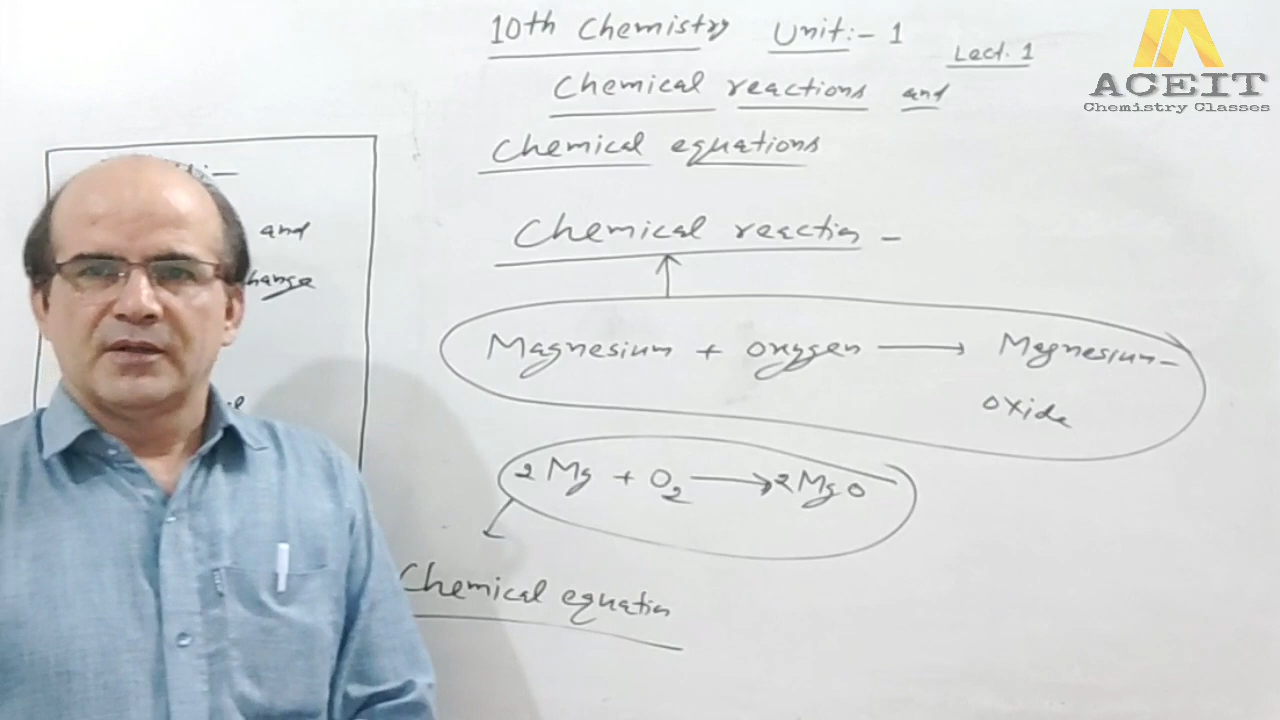 10th Chemistry Unit:- 1
Lect. 1
Chemical reactions and
Chemical equations
ACEIT
Chemistry Classes
and
hange
Chemical reaction -
Magnesium + oxygen ⟶ Magnesium-
oxide
2Mg + O₂ ⟶ 2MgO
Chemical equation